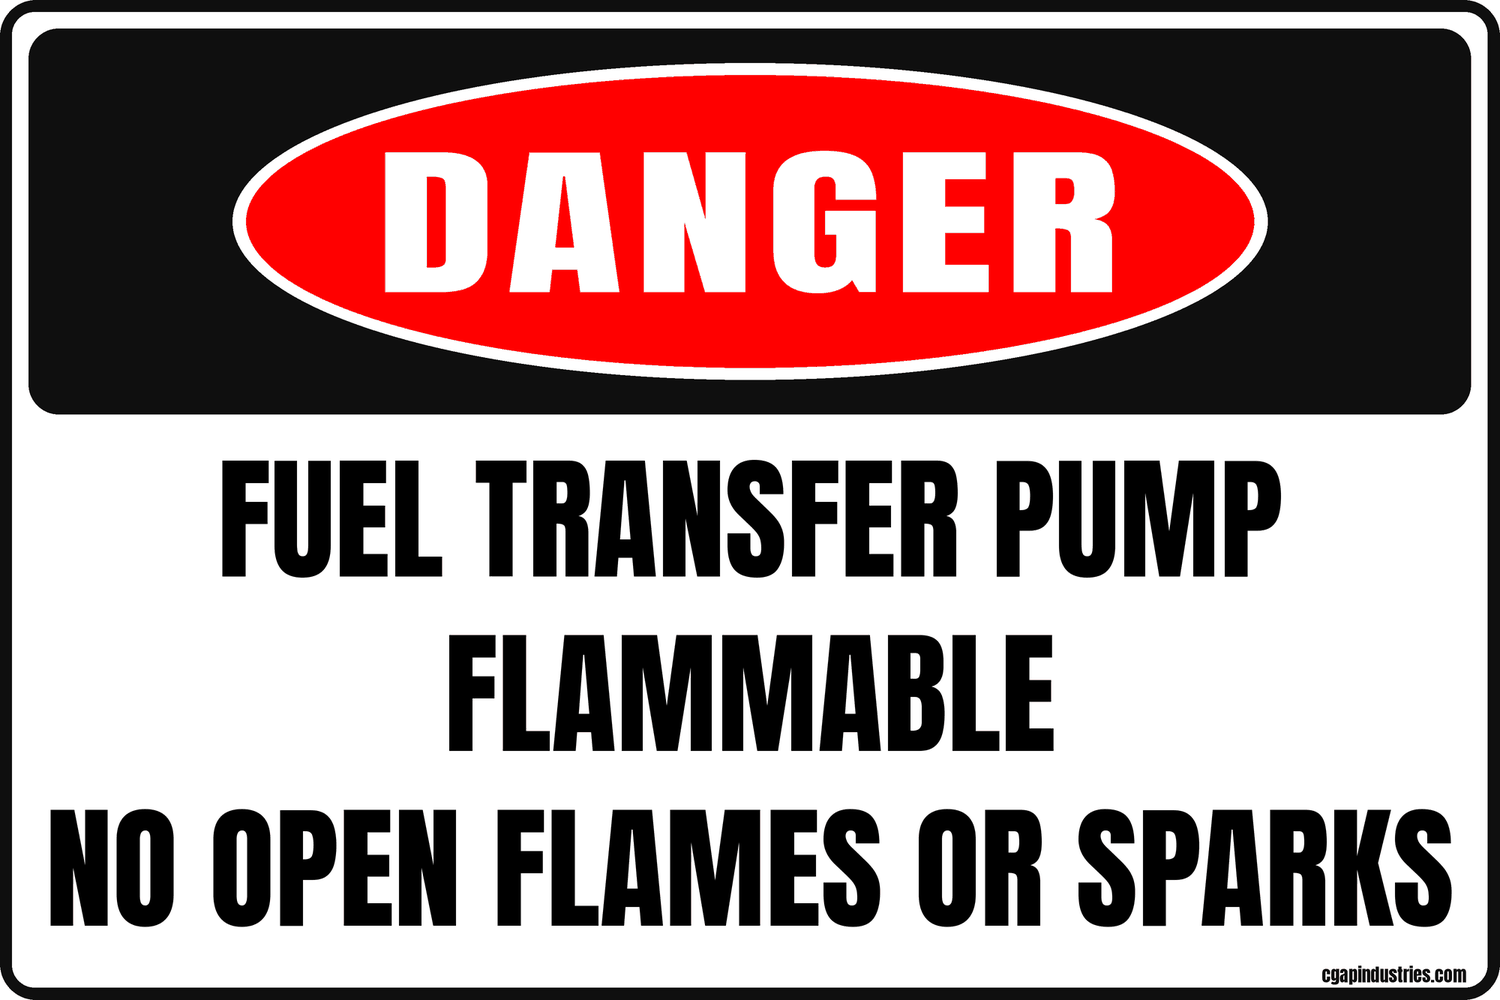 DANGER
FUEL TRANSFER PUMP
FLAMMABLE
NO OPEN FLAMES OR SPARKS
cgapindustries.com